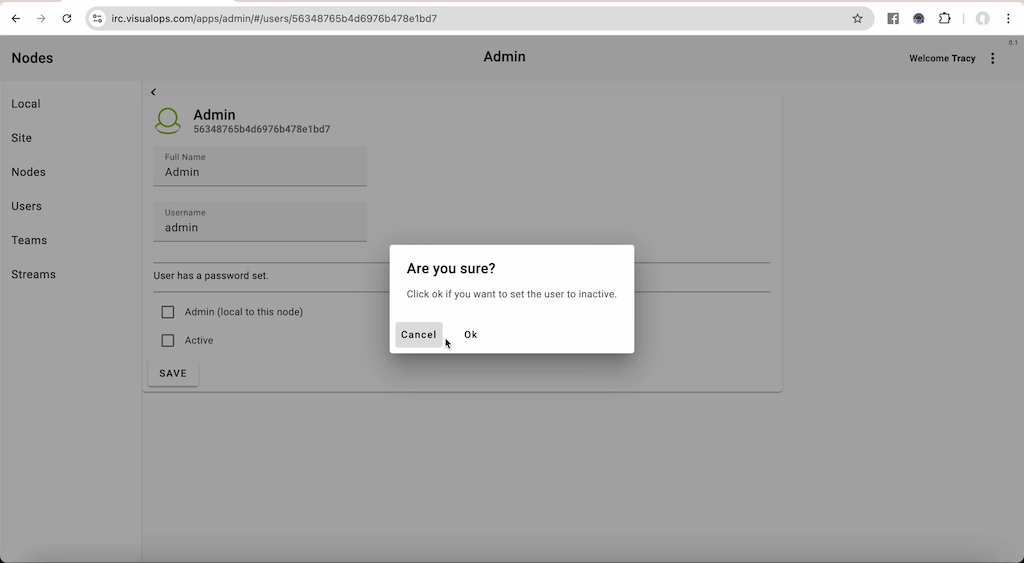 irc.visualops.com/apps/admin/#/users/56348765b4d6976b478e1bd7
0.1
Nodes
Admin
Welcome Tracy
Local
Site
Nodes
Users
Teams
Streams
Admin
56348765b4d6976b478e1bd7
Full Name
Admin
Username
admin
User has a password set.
Admin (local to this node)
Active
SAVE
Are you sure?
Click ok if you want to set the user to inactive.
Cancel
Ok